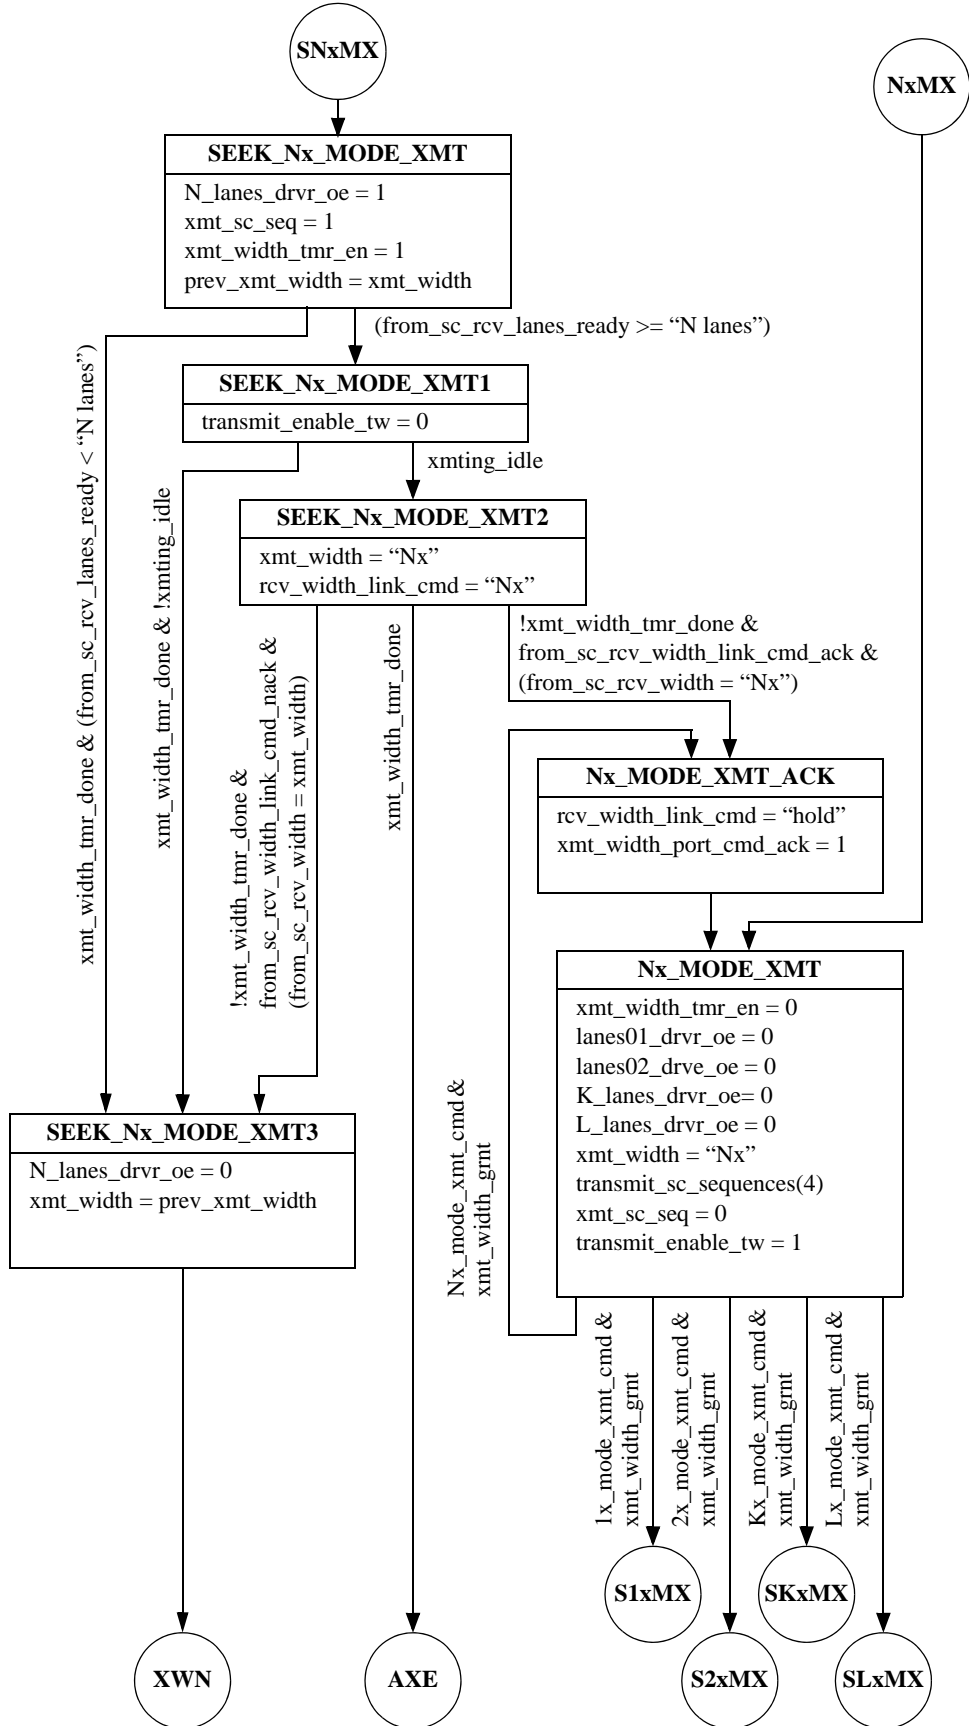 SNxMX
NxMX
SEEK_Nx_MODE_XMT
N_lanes_drvr_oe = 1
xmt_sc_seq = 1
xmt_width_tmr_en = 1
prev_xmt_width = xmt_width
(from_sc_rcv_lanes_ready >= “N lanes”)
xmt_width_tmr_done & (from_sc_rcv_lanes_ready < “N lanes”)
SEEK_Nx_MODE_XMT1
transmit_enable_tw = 0
xmting_idle
xmt_width_tmr_done & !xmting_idle
SEEK_Nx_MODE_XMT2
xmt_width = “Nx”
rcv_width_link_cmd = “Nx”
!xmt_width_tmr_done &
from_sc_rcv_width_link_cmd_nack &
(from_sc_rcv_width = xmt_width)
xmt_width_tmr_done
!xmt_width_tmr_done &
from_sc_rcv_width_link_cmd_ack &
(from_sc_rcv_width = “Nx”)
Nx_MODE_XMT_ACK
rcv_width_link_cmd = “hold”
xmt_width_port_cmd_ack = 1
Nx_MODE_XMT
xmt_width_tmr_en = 0
lanes01_drvr_oe = 0
lanes02_drve_oe = 0
K_lanes_drvr_oe= 0
L_lanes_drvr_oe = 0
xmt_width = “Nx”
transmit_sc_sequences(4)
xmt_sc_seq = 0
transmit_enable_tw = 1
SEEK_Nx_MODE_XMT3
N_lanes_drvr_oe = 0
xmt_width = prev_xmt_width
Nx_mode_xmt_cmd &
xmt_width_grnt
1x_mode_xmt_cmd &
xmt_width_grnt
2x_mode_xmt_cmd &
xmt_width_grnt
Kx_mode_xmt_cmd &
xmt_width_grnt
Lx_mode_xmt_cmd &
xmt_width_grnt
S1xMX
SKxMX
XWN
AXE
S2xMX
SLxMX